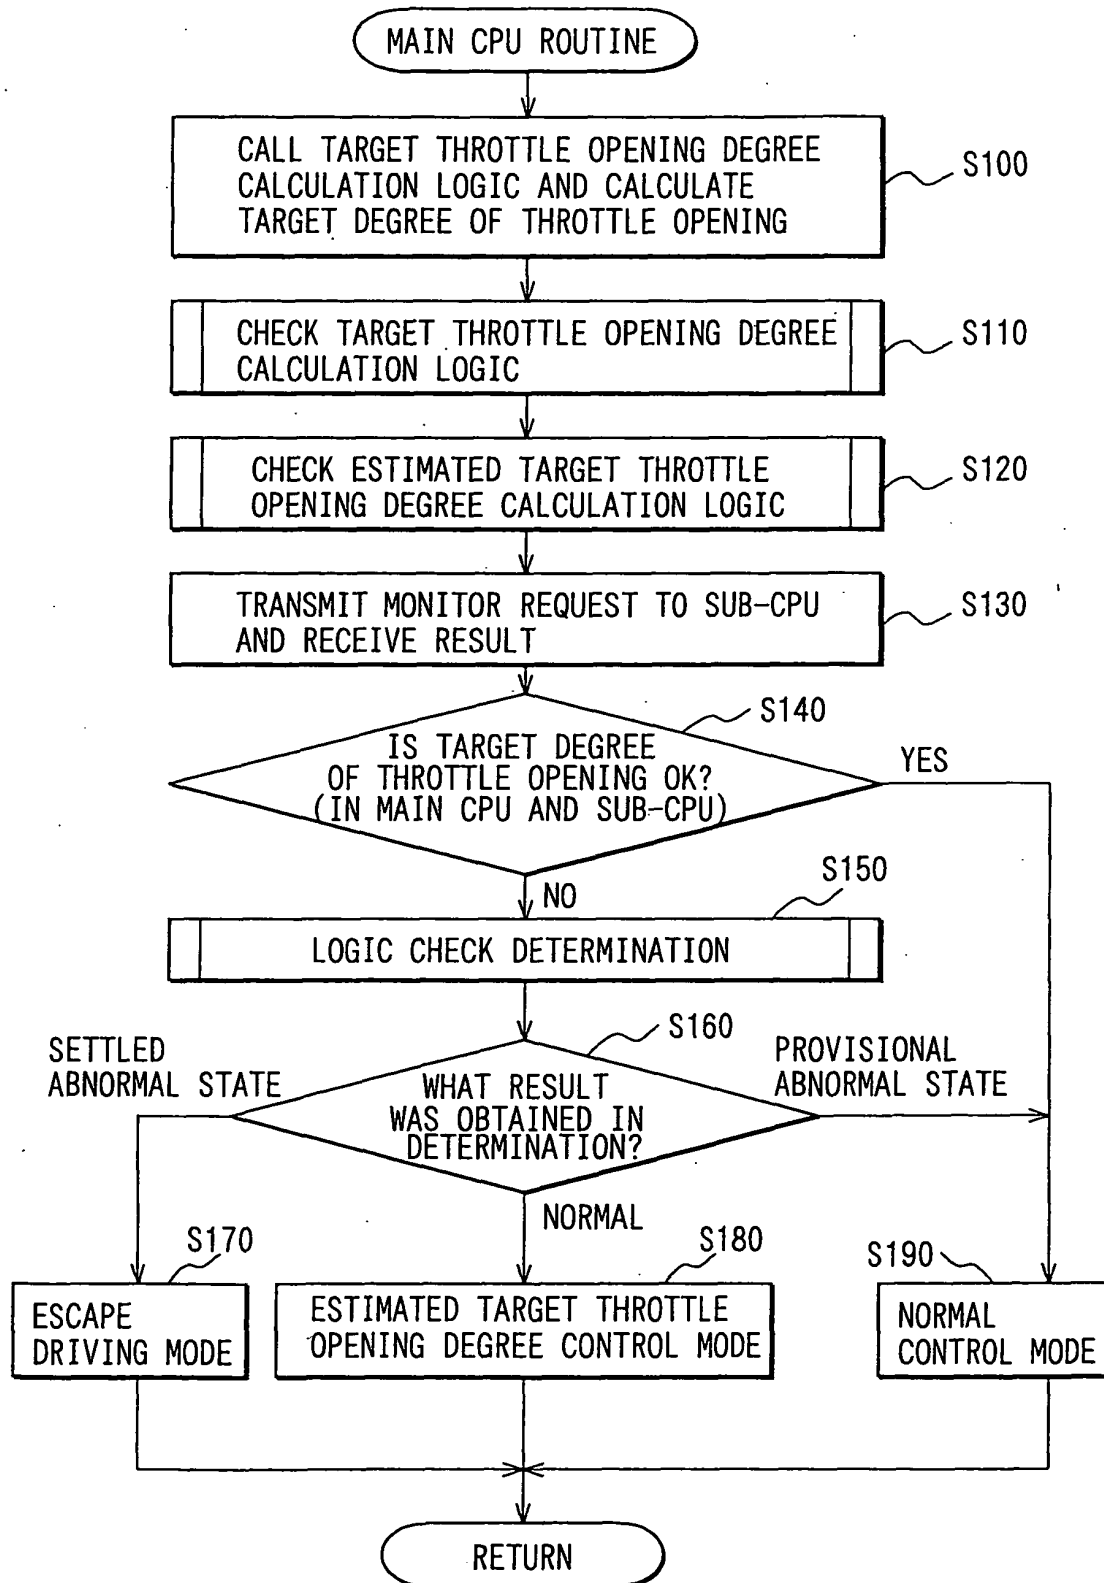 MAIN CPU ROUTINE
CALL TARGET THROTTLE OPENING DEGREE
CALCULATION LOGIC AND CALCULATE
TARGET DEGREE OF THROTTLE OPENING
S100
CHECK TARGET THROTTLE OPENING DEGREE
CALCULATION LOGIC
S110
CHECK ESTIMATED TARGET THROTTLE
OPENING DEGREE CALCULATION LOGIC
S120
TRANSMIT MONITOR REQUEST TO SUB-CPU
AND RECEIVE RESULT
S130
S140
IS TARGET DEGREE
OF THROTTLE OPENING OK?
(IN MAIN CPU AND SUB-CPU)
YES
NO
S150
LOGIC CHECK DETERMINATION
S160
SETTLED
ABNORMAL STATE
WHAT RESULT
WAS OBTAINED IN
DETERMINATION?
PROVISIONAL
ABNORMAL STATE
NORMAL
S170
ESCAPE
DRIVING MODE
S180
ESTIMATED TARGET THROTTLE
OPENING DEGREE CONTROL MODE
S190
NORMAL
CONTROL MODE
RETURN